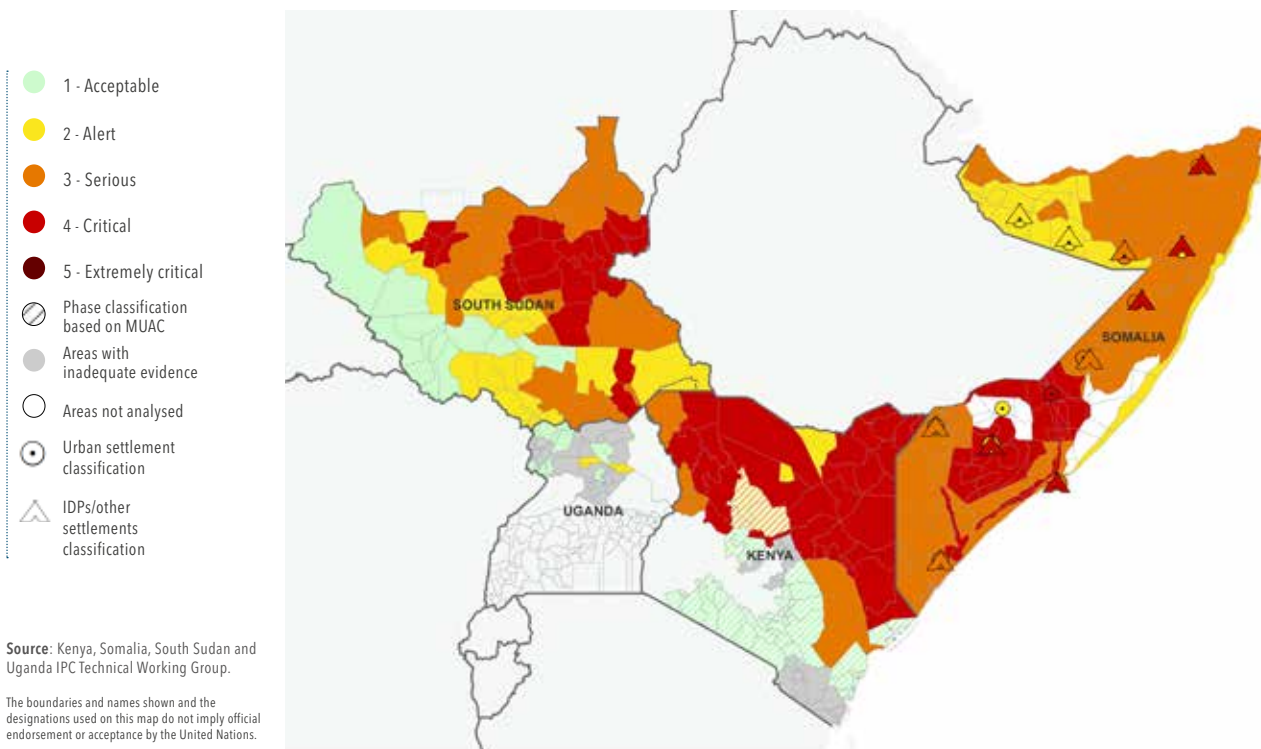 1 - Acceptable
2 - Alert
3 - Serious
4 - Critical
5 - Extremely critical
Phase classification
based on MUAC
Areas with
inadequate evidence
Areas not analysed
Urban settlement
classification
IDPs/other
settlements
classification
Source: Kenya, Somalia, South Sudan and
Uganda IPC Technical Working Group.
The boundaries and names shown and the
designations used on this map do not imply official
endorsement or acceptance by the United Nations.
SOUTH SUDAN
SOMALIA
UGANDA
KENYA